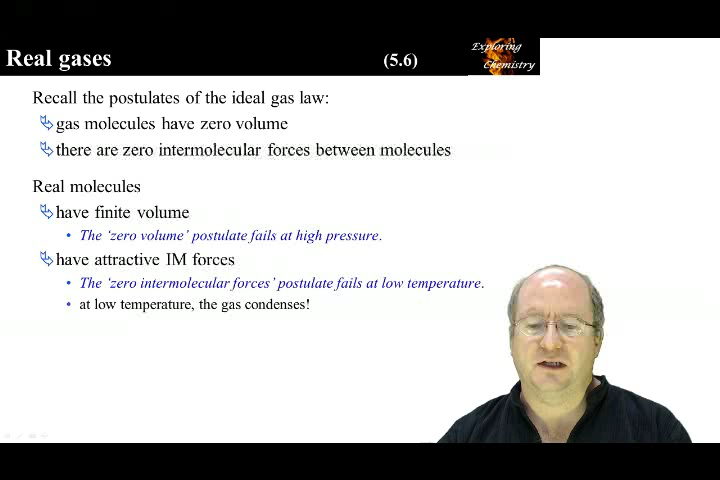 Real gases (5.6)
Exploring
Chemistry
Recall the postulates of the ideal gas law:
gas molecules have zero volume
there are zero intermolecular forces between molecules
Real molecules
have finite volume
• The ‘zero volume’ postulate fails at high pressure.
have attractive IM forces
• The ‘zero intermolecular forces’ postulate fails at low temperature.
• at low temperature, the gas condenses!